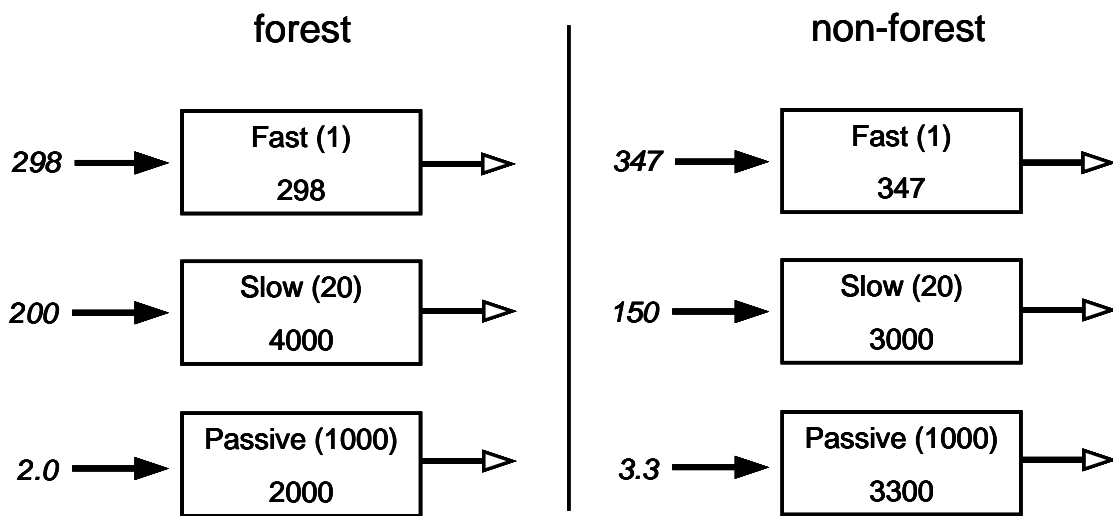 forest
298
Fast (1)
298
200
Slow (20)
4000
2.0
Passive (1000)
2000
non-forest
347
Fast (1)
347
150
Slow (20)
3000
3.3
Passive (1000)
3300